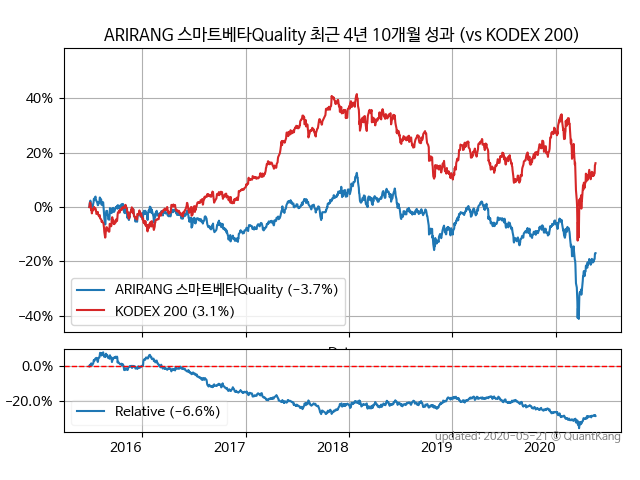 ARIRANG 스마트베타Quality 최근 4년 10개월 성과 (vs KODEX 200)
40%
20%
0%
−20%
−40%
ARIRANG 스마트베타Quality (−3.7%)
KODEX 200 (3.1%)
0.0%
−20.0%
Relative (−6.6%)
2016 2017 2018 2019 2020
updated: 2020-05-21 © QuantKang